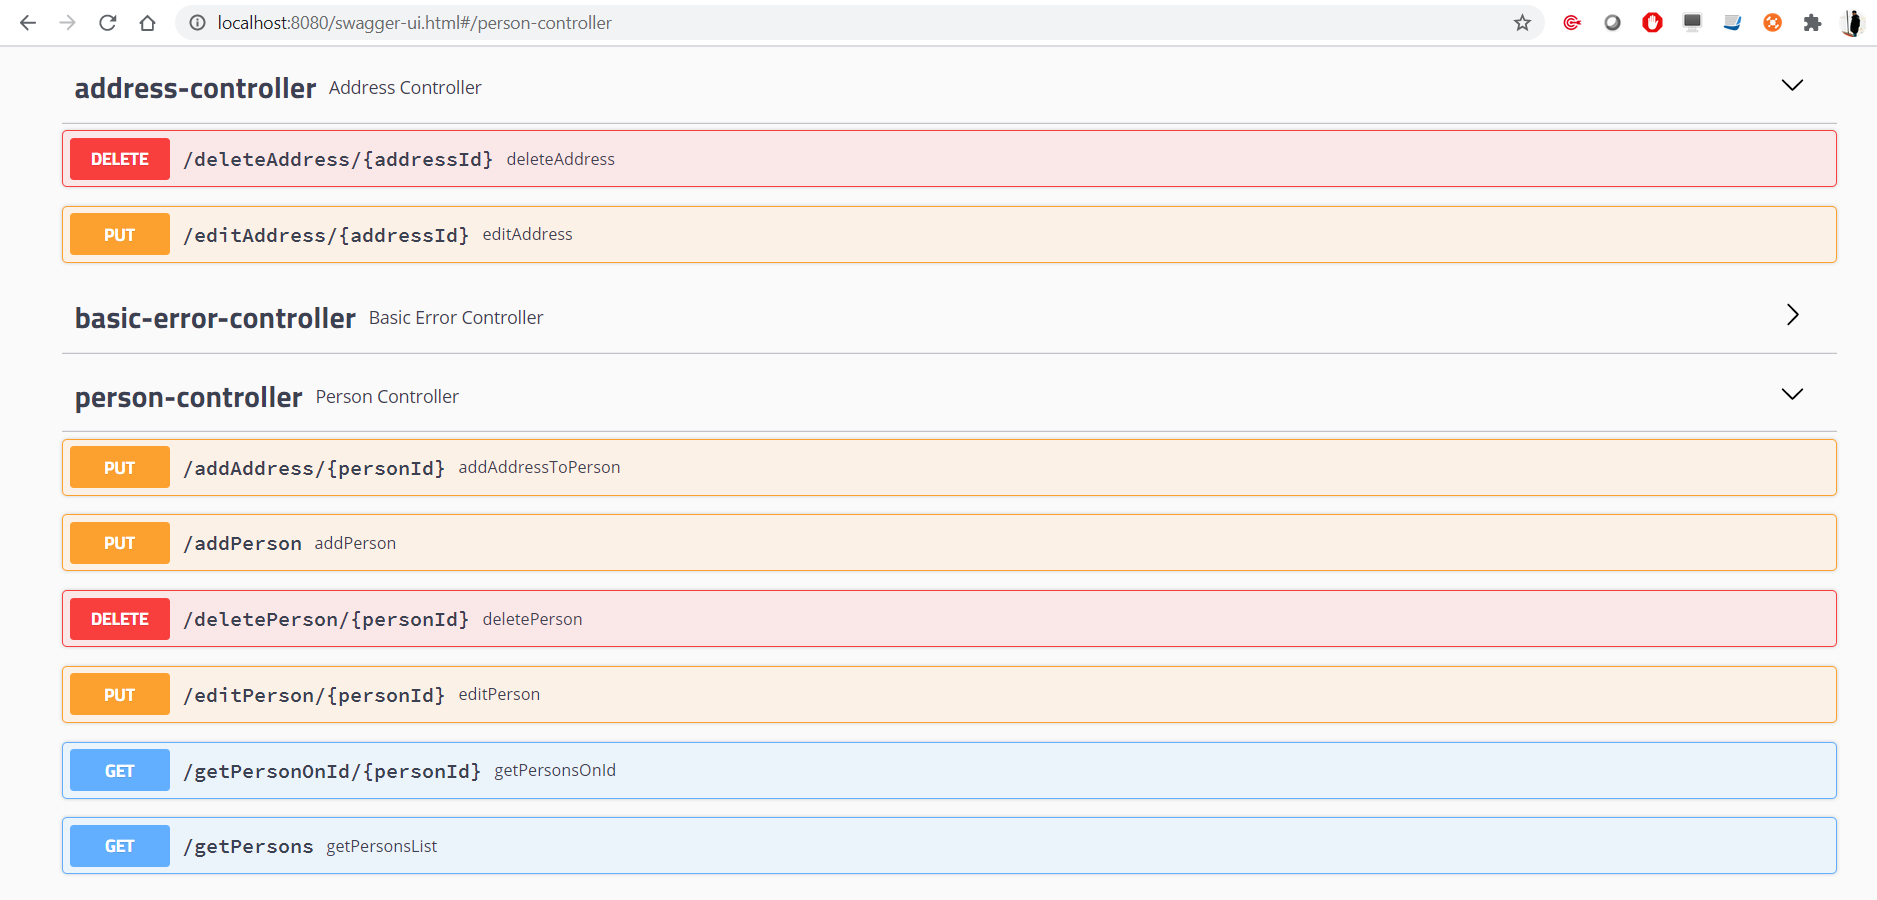 localhost:8080/swagger-ui.html#/person-controller
address-controller Address Controller
DELETE /deleteAddress/{addressId} deleteAddress
PUT /editAddress/{addressId} editAddress
basic-error-controller Basic Error Controller
person-controller Person Controller
PUT /addAddress/{personId} addAddressToPerson
PUT /addPerson addPerson
DELETE /deletePerson/{personId} deletePerson
PUT /editPerson/{personId} editPerson
GET /getPersonOnId/{personId} getPersonsOnId
GET /getPersons getPersonsList